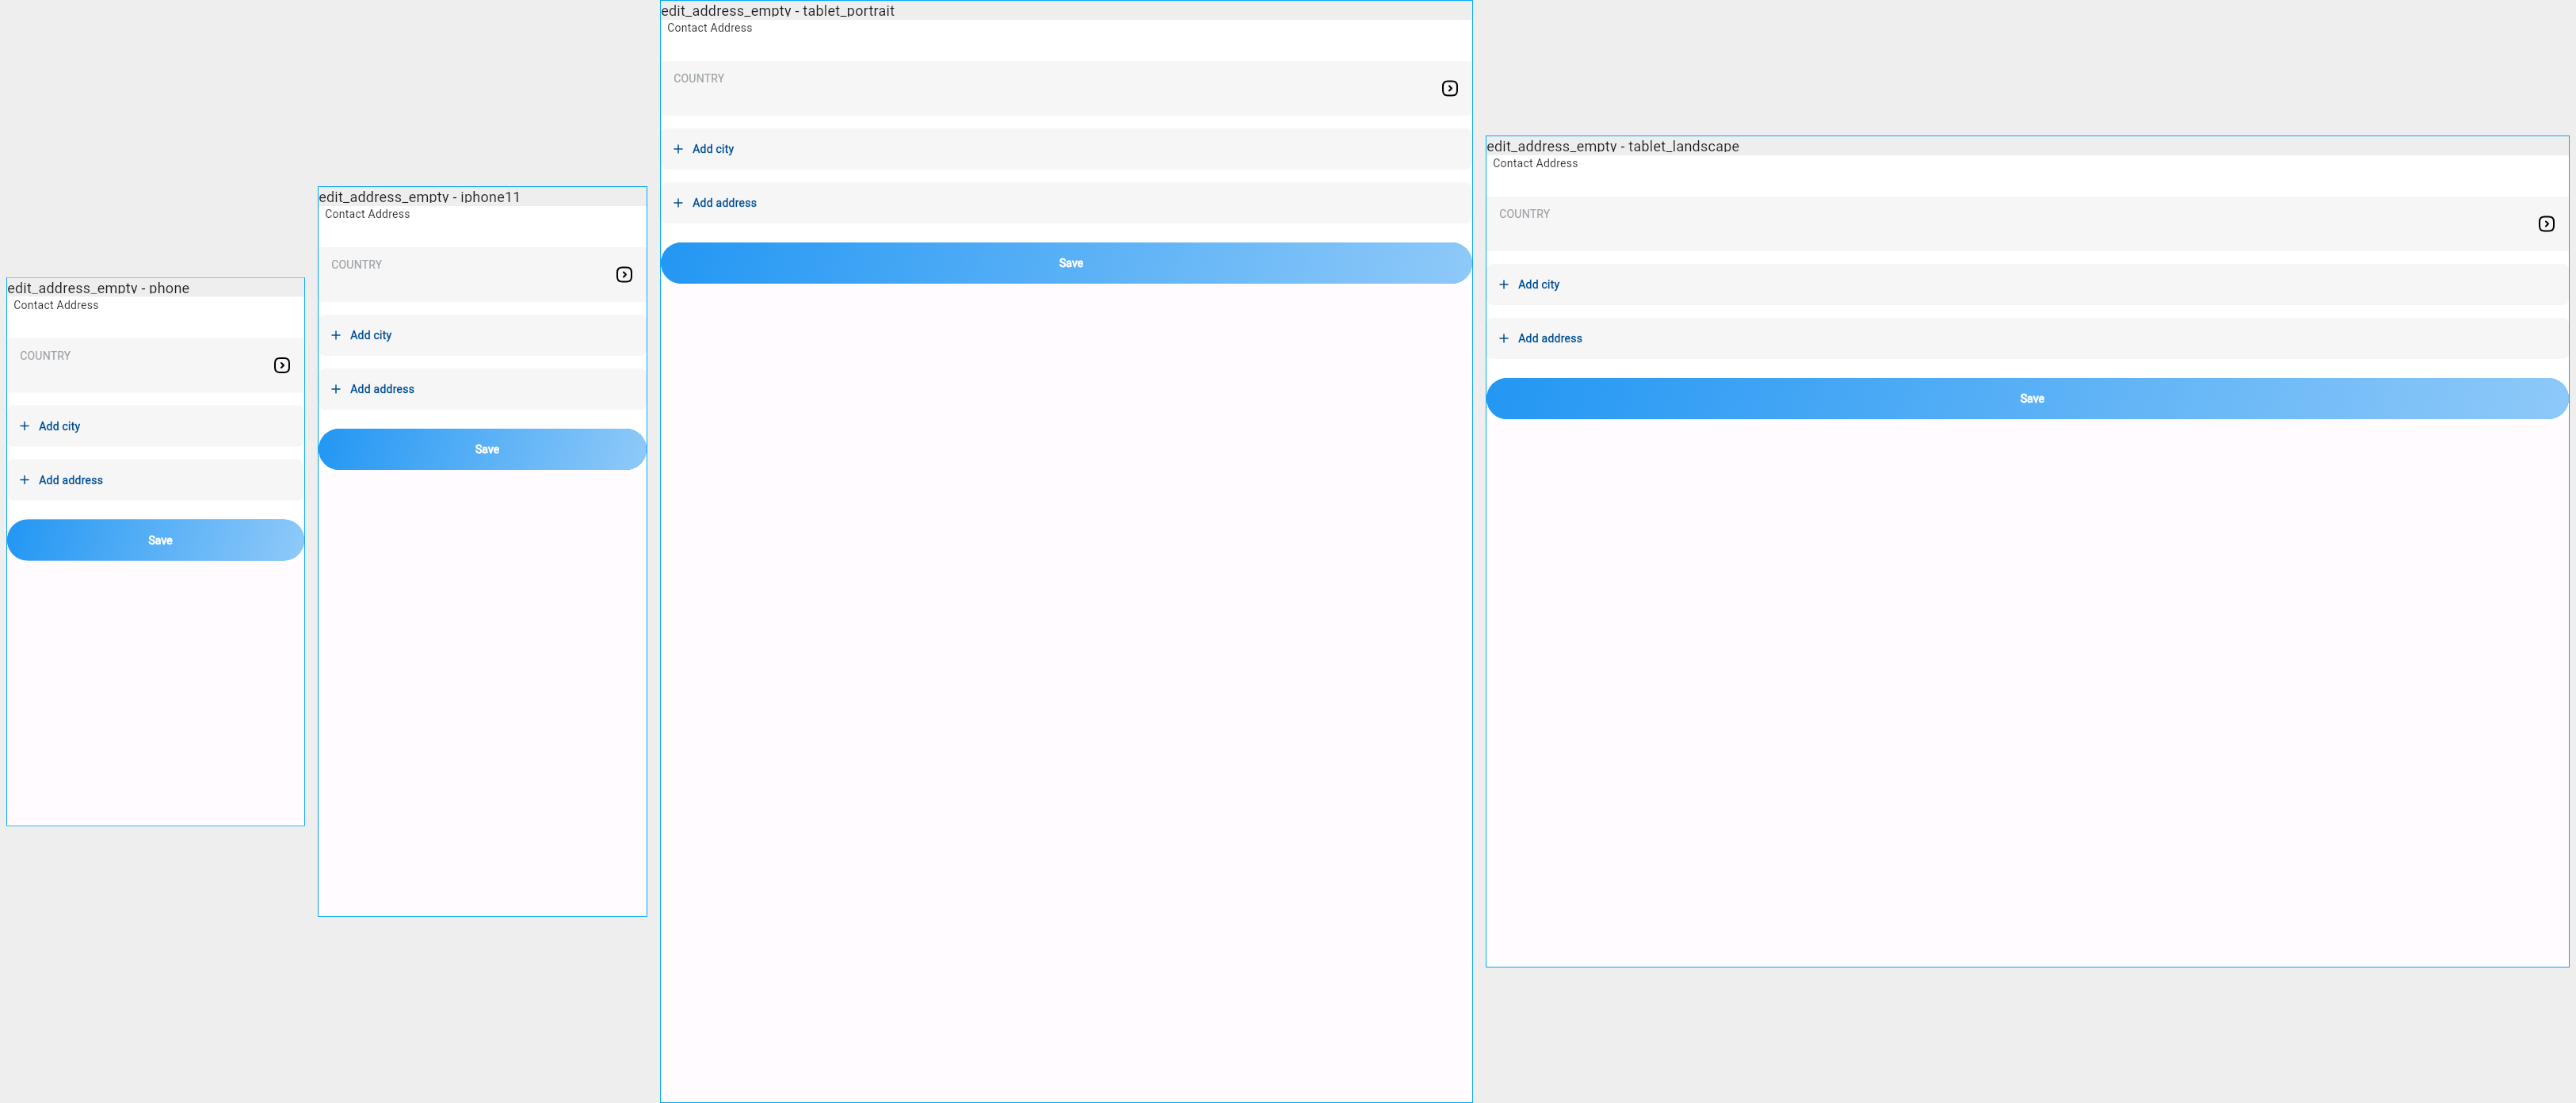 edit_address_empty - phone
Contact Address
COUNTRY
Add city
Add address
Save
edit_address_empty - iphone11
Contact Address
COUNTRY
Add city
Add address
Save
edit_address_empty - tablet_portrait
Contact Address
COUNTRY
Add city
Add address
Save
edit_address_empty - tablet_landscape
Contact Address
COUNTRY
Add city
Add address
Save